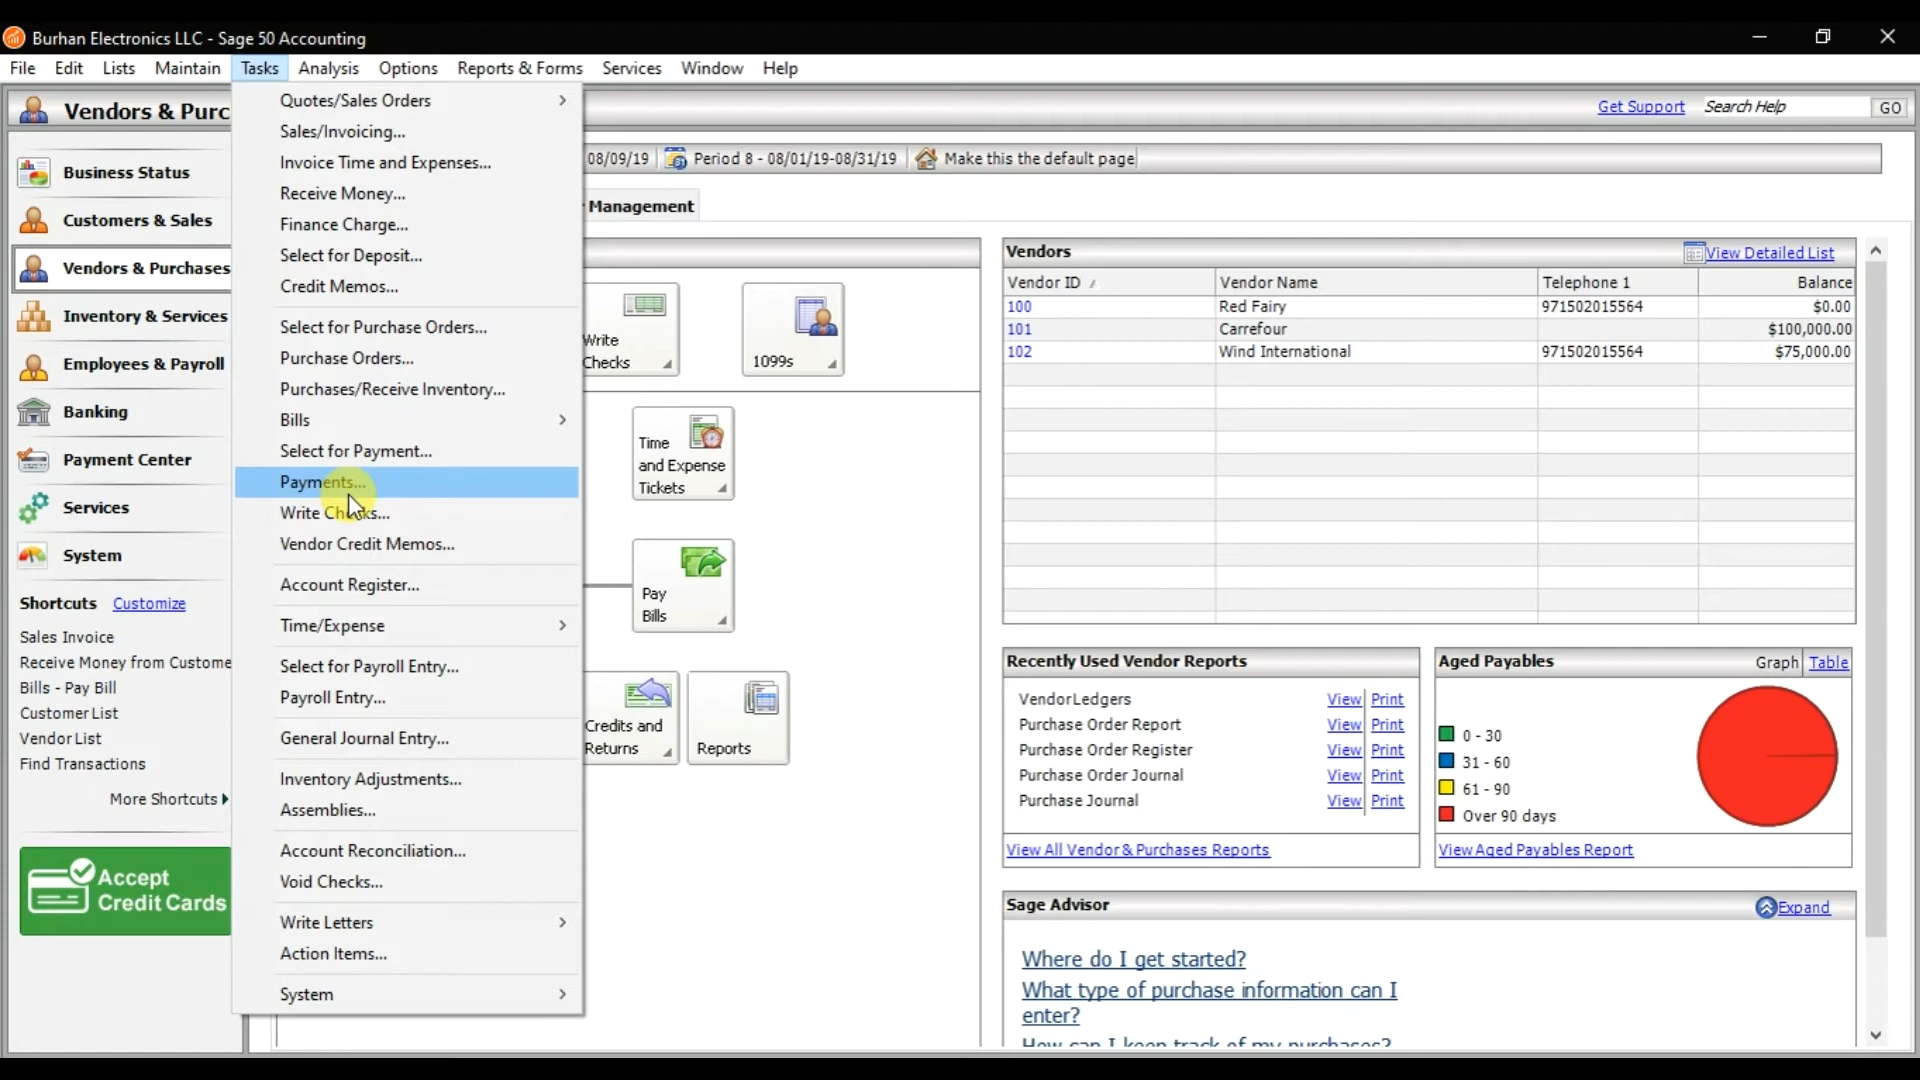 Burhan Electronics LLC - Sage 50 Accounting
File Edit Lists Maintain Tasks Analysis Options Reports & Forms Services Window Help
Vendors & Purc
Get Support Search Help GO
08/09/19 Period 8 - 08/01/19-08/31/19 Make this the default page
Management
Business Status
Customers & Sales
Vendors & Purchases
Inventory & Services
Employees & Payroll
Banking
Payment Center
Services
System
Shortcuts Customize
Sales Invoice
Receive Money from Custome
Bills - Pay Bill
Customer List
Vendor List
Find Transactions
More Shortcuts
Accept
Credit Cards
Quotes/Sales Orders
Sales/Invoicing...
Invoice Time and Expenses...
Receive Money...
Finance Charge...
Select for Deposit...
Credit Memos...
Select for Purchase Orders...
Purchase Orders...
Purchases/Receive Inventory...
Bills
Select for Payment...
Payments...
Write Checks...
Vendor Credit Memos...
Account Register...
Time/Expense
Select for Payroll Entry...
Payroll Entry...
General Journal Entry...
Inventory Adjustments...
Assemblies...
Account Reconciliation...
Void Checks...
Write Letters
Action Items...
System
Write
Checks
1099s
Time
and Expense
Tickets
Pay
Bills
Credits and
Returns
Reports
Vendors View Detailed List
Vendor ID Vendor Name Telephone 1 Balance
100 Red Fairy 971502015564 $0.00
101 Carrefour $100,000.00
102 Wind International 971502015564 $75,000.00
Recently Used Vendor Reports
VendorLedgers View Print
Purchase Order Report View Print
Purchase Order Register View Print
Purchase Order Journal View Print
Purchase Journal View Print
View All Vendor & Purchases Reports
Aged Payables Graph Table
0 - 30
31 - 60
61 - 90
Over 90 days
View Aged Payables Report
Sage Advisor Expand
Where do I get started?
What type of purchase information can I
enter?
How can I keep track of my purchases?